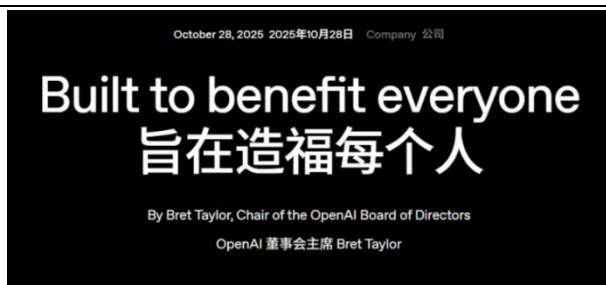 October 28, 2025 2025年10月28日 Company 公司
Built to benefit everyone
旨在造福每个人
By Bret Taylor, Chair of the OpenAI Board of Directors
OpenAI 董事会主席 Bret Taylor